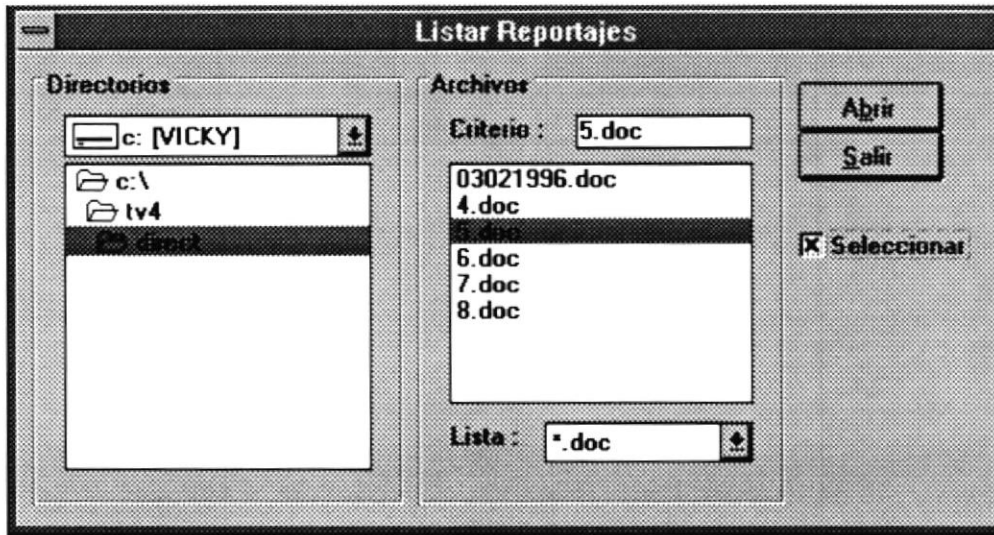 Listar Reportajes
Directorios
c: [VICKY]
c:\
tv4
direct
Archivos
Criterio :
5.doc
03021996.doc
4.doc
5.doc
6.doc
7.doc
8.doc
Lista :
*.doc
Abrir
Salir
Seleccionar